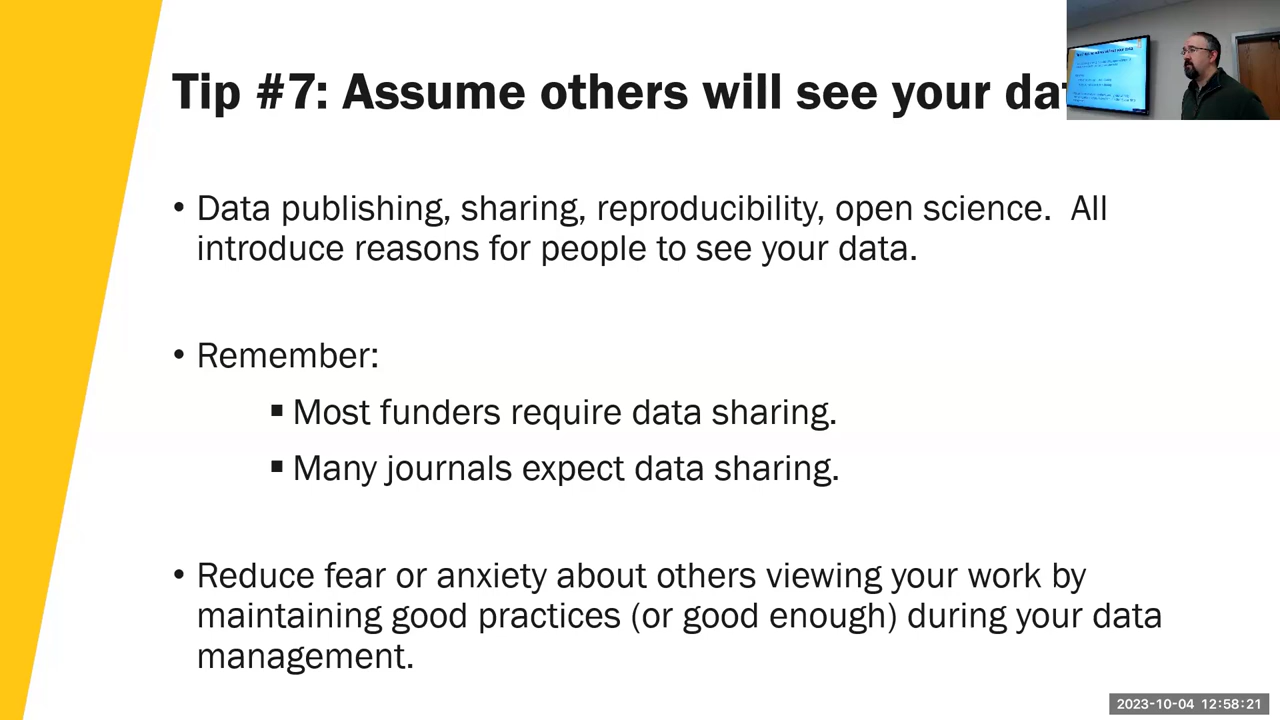 Tip #7: Assume others will see your
• Data publishing, sharing, reproducibility, open science.  All
introduce reasons for people to see your data.
• Remember:
▪ Most funders require data sharing.
▪ Many journals expect data sharing.
• Reduce fear or anxiety about others viewing your work by
maintaining good practices (or good enough) during your data
management.
2023-10-04 12:58:21